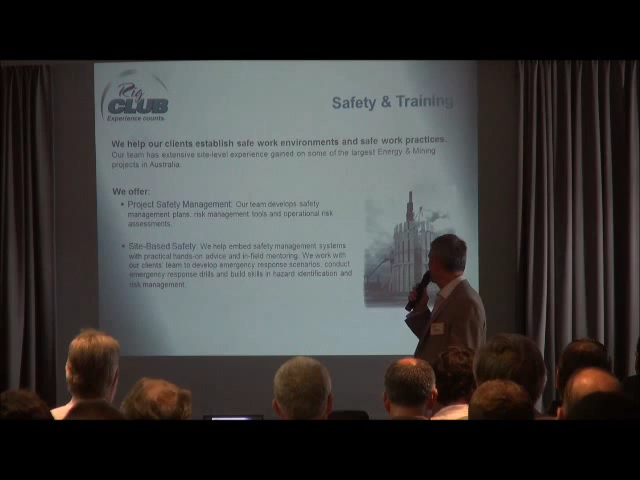 Rig
CLUB
Experience counts.
Safety & Training
We help our clients establish safe work environments and safe work practices.
Our team has extensive site-level experience gained on some of the largest Energy & Mining
projects in Australia.
We offer:
• Project Safety Management: Our team develops safety
management plans, risk management tools and operational risk
assessments.
• Site-Based Safety: We help embed safety management systems
with practical hands-on advice and in-field mentoring. We work with
our clients' team to develop emergency response scenarios, conduct
emergency response drills and build skills in hazard identification and
risk management.